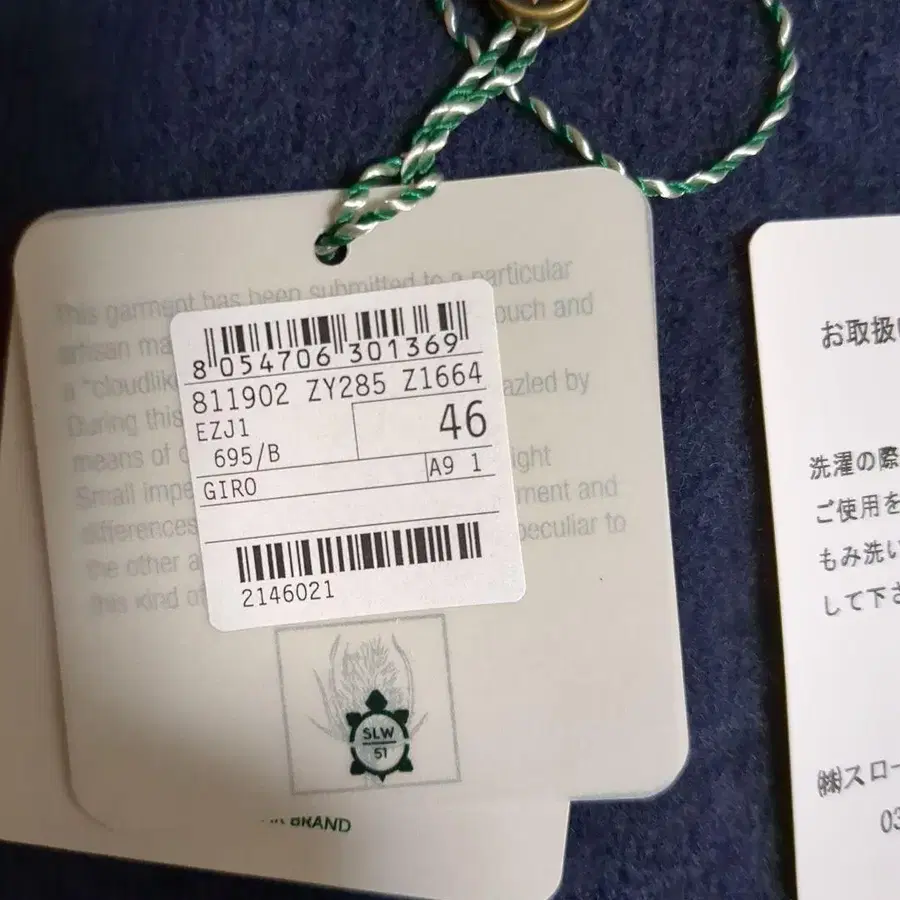 This garment has been submitted to a particular
ouch and
artisan ma
a "cloudlik
azled by
During this
means of
ight
Small impe
ment and
differences
peculiar to
the other a
this kind of
8 054706 301369
811902 ZY285 Z1664
EZJ1
46
695/B
GIRO
A9 1
2146021
SLW
51
BRAND
お取扱い
洗濯の際
ご使用を
もみ洗い
して下さ
㈱スロー
03